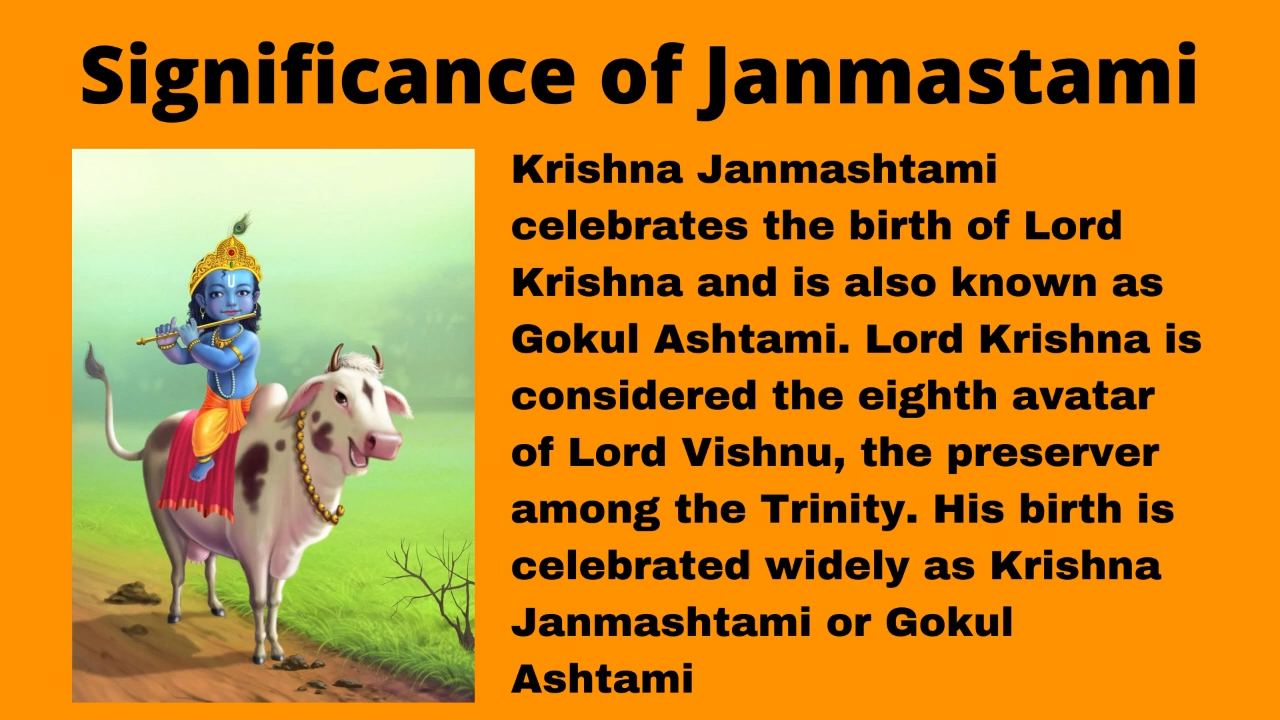 Significance of Janmastami
Krishna Janmashtami
celebrates the birth of Lord
Krishna and is also known as
Gokul Ashtami. Lord Krishna is
considered the eighth avatar
of Lord Vishnu, the preserver
among the Trinity. His birth is
celebrated widely as Krishna
Janmashtami or Gokul
Ashtami